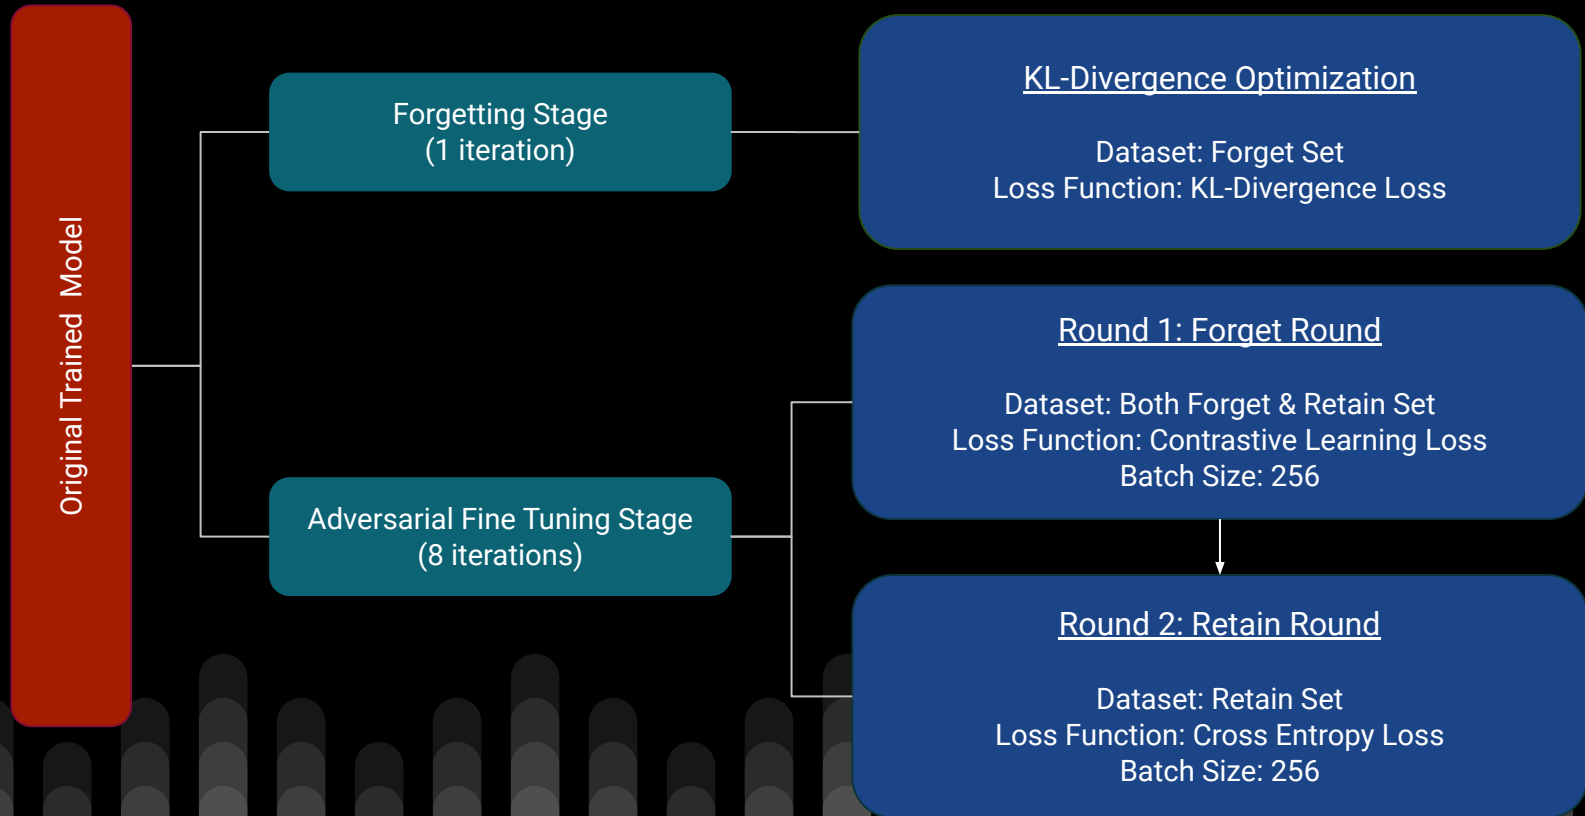 Original Trained Model
Forgetting Stage
(1 iteration)
KL-Divergence Optimization
Dataset: Forget Set
Loss Function: KL-Divergence Loss
Adversarial Fine Tuning Stage
(8 iterations)
Round 1: Forget Round
Dataset: Both Forget & Retain Set
Loss Function: Contrastive Learning Loss
Batch Size: 256
Round 2: Retain Round
Dataset: Retain Set
Loss Function: Cross Entropy Loss
Batch Size: 256